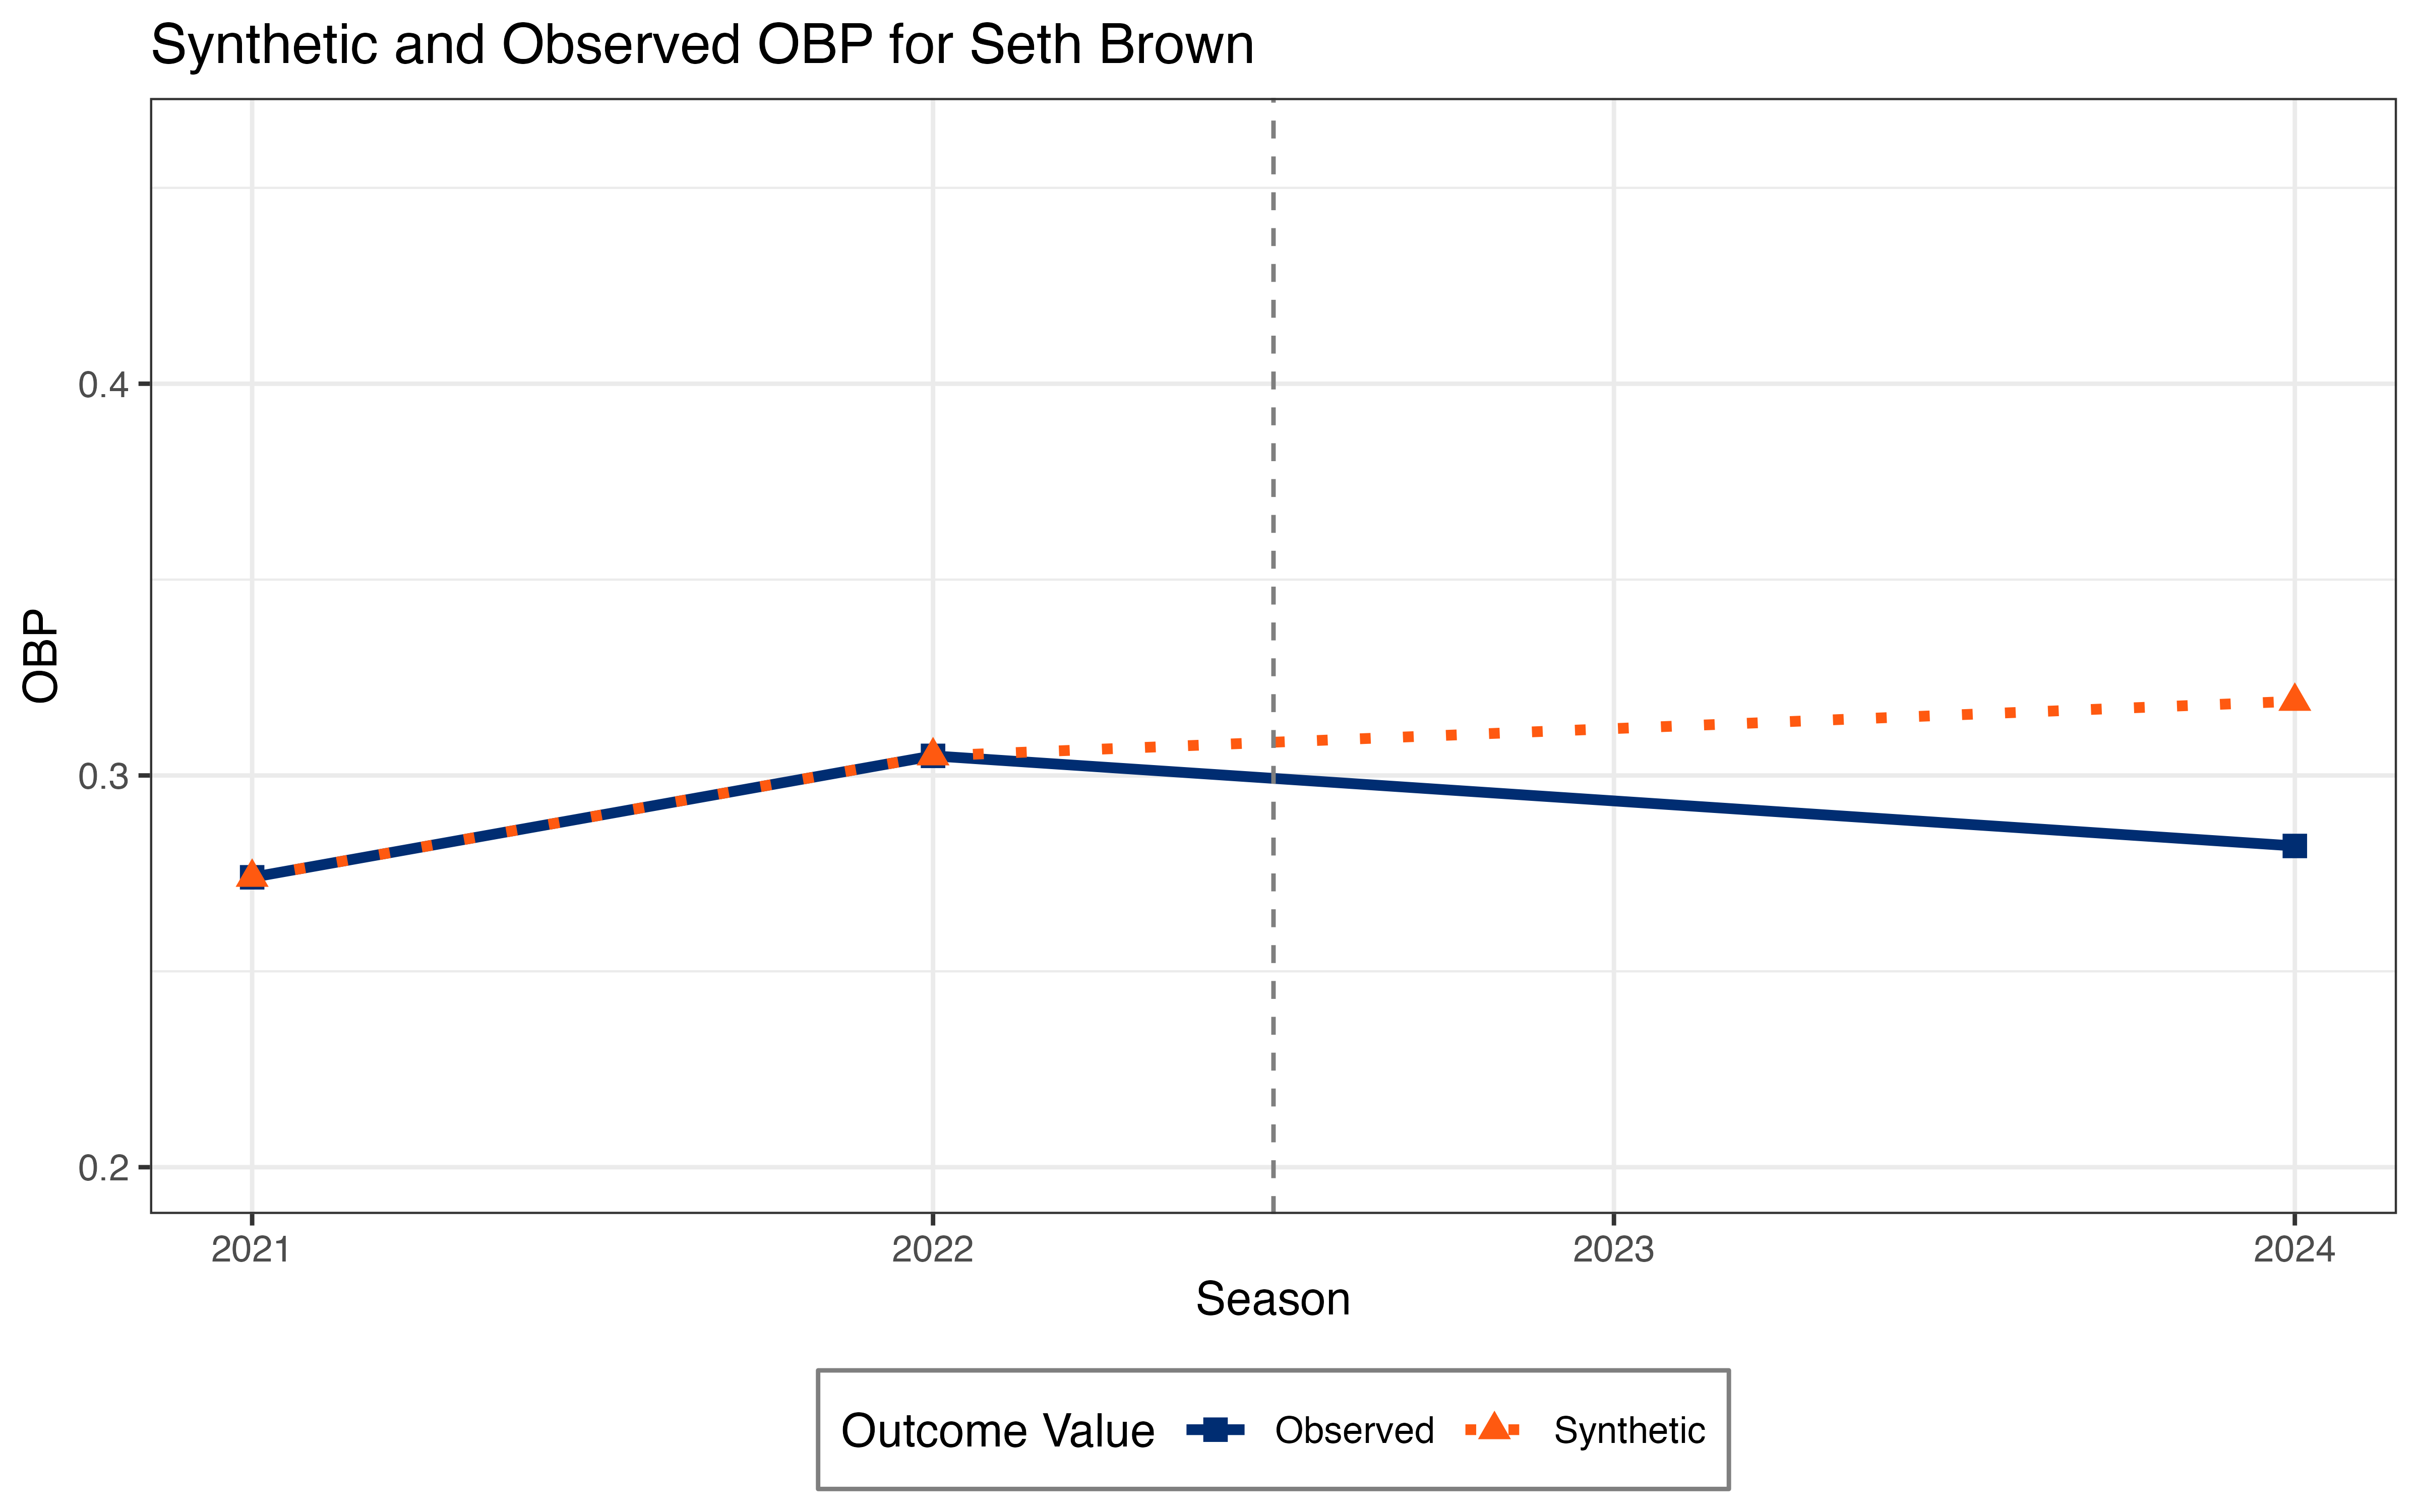 Synthetic and Observed OBP for Seth Brown
OBP
0.4
0.3
0.2
2021 2022 2023 2024
Season
Outcome Value Observed Synthetic